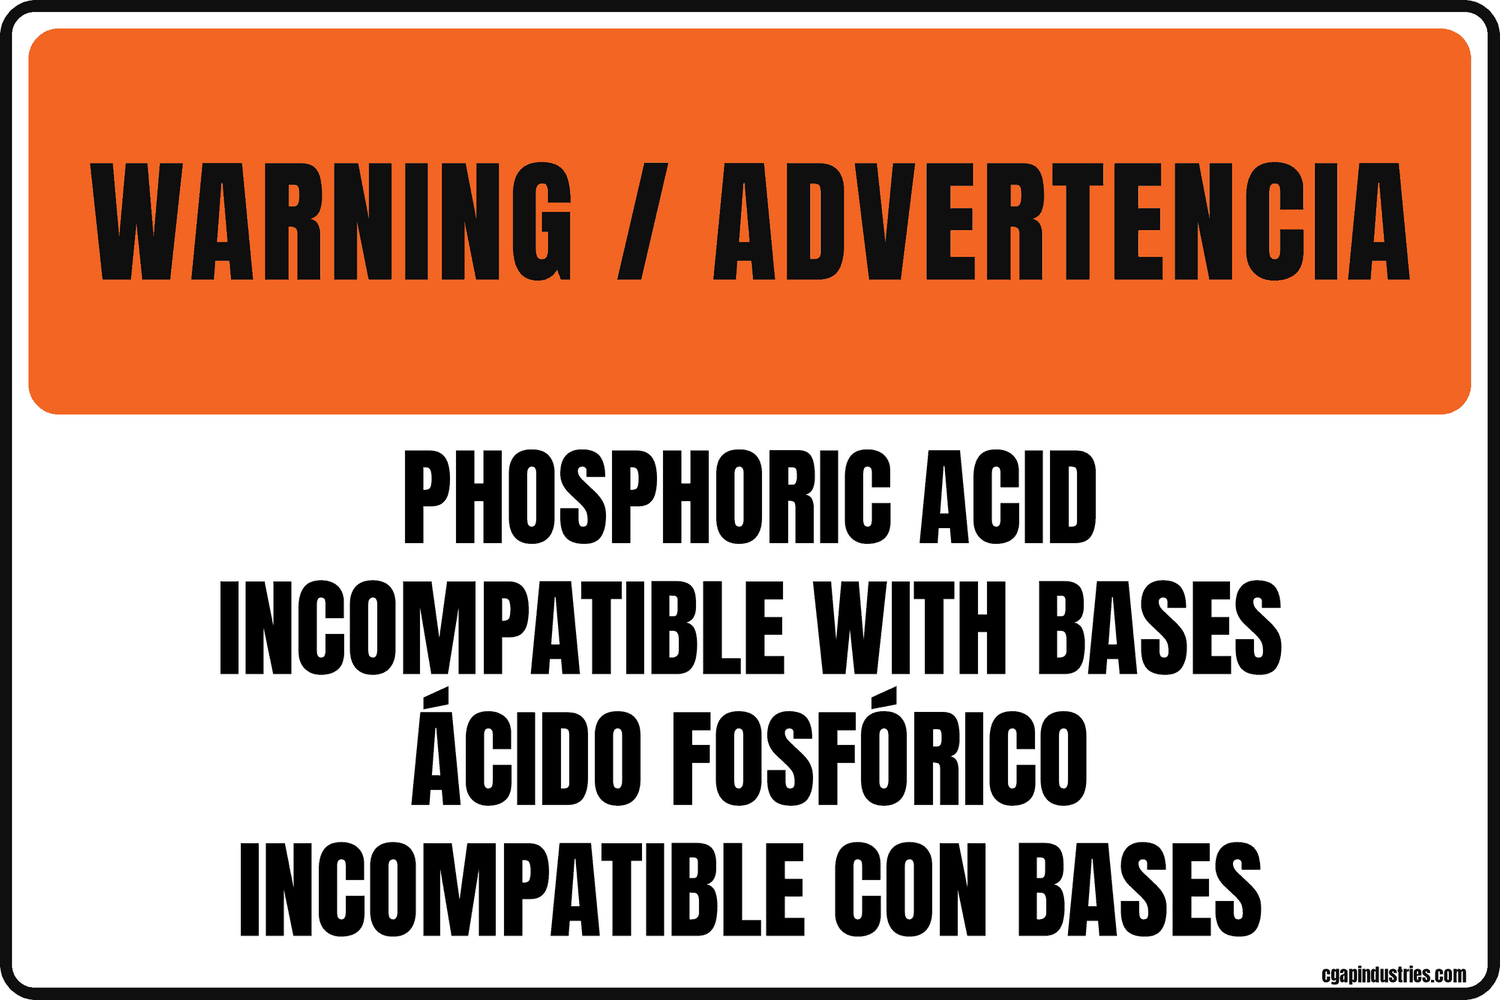 WARNING / ADVERTENCIA
PHOSPHORIC ACID
INCOMPATIBLE WITH BASES
ÁCIDO FOSFÓRICO
INCOMPATIBLE CON BASES
cgapindustries.com